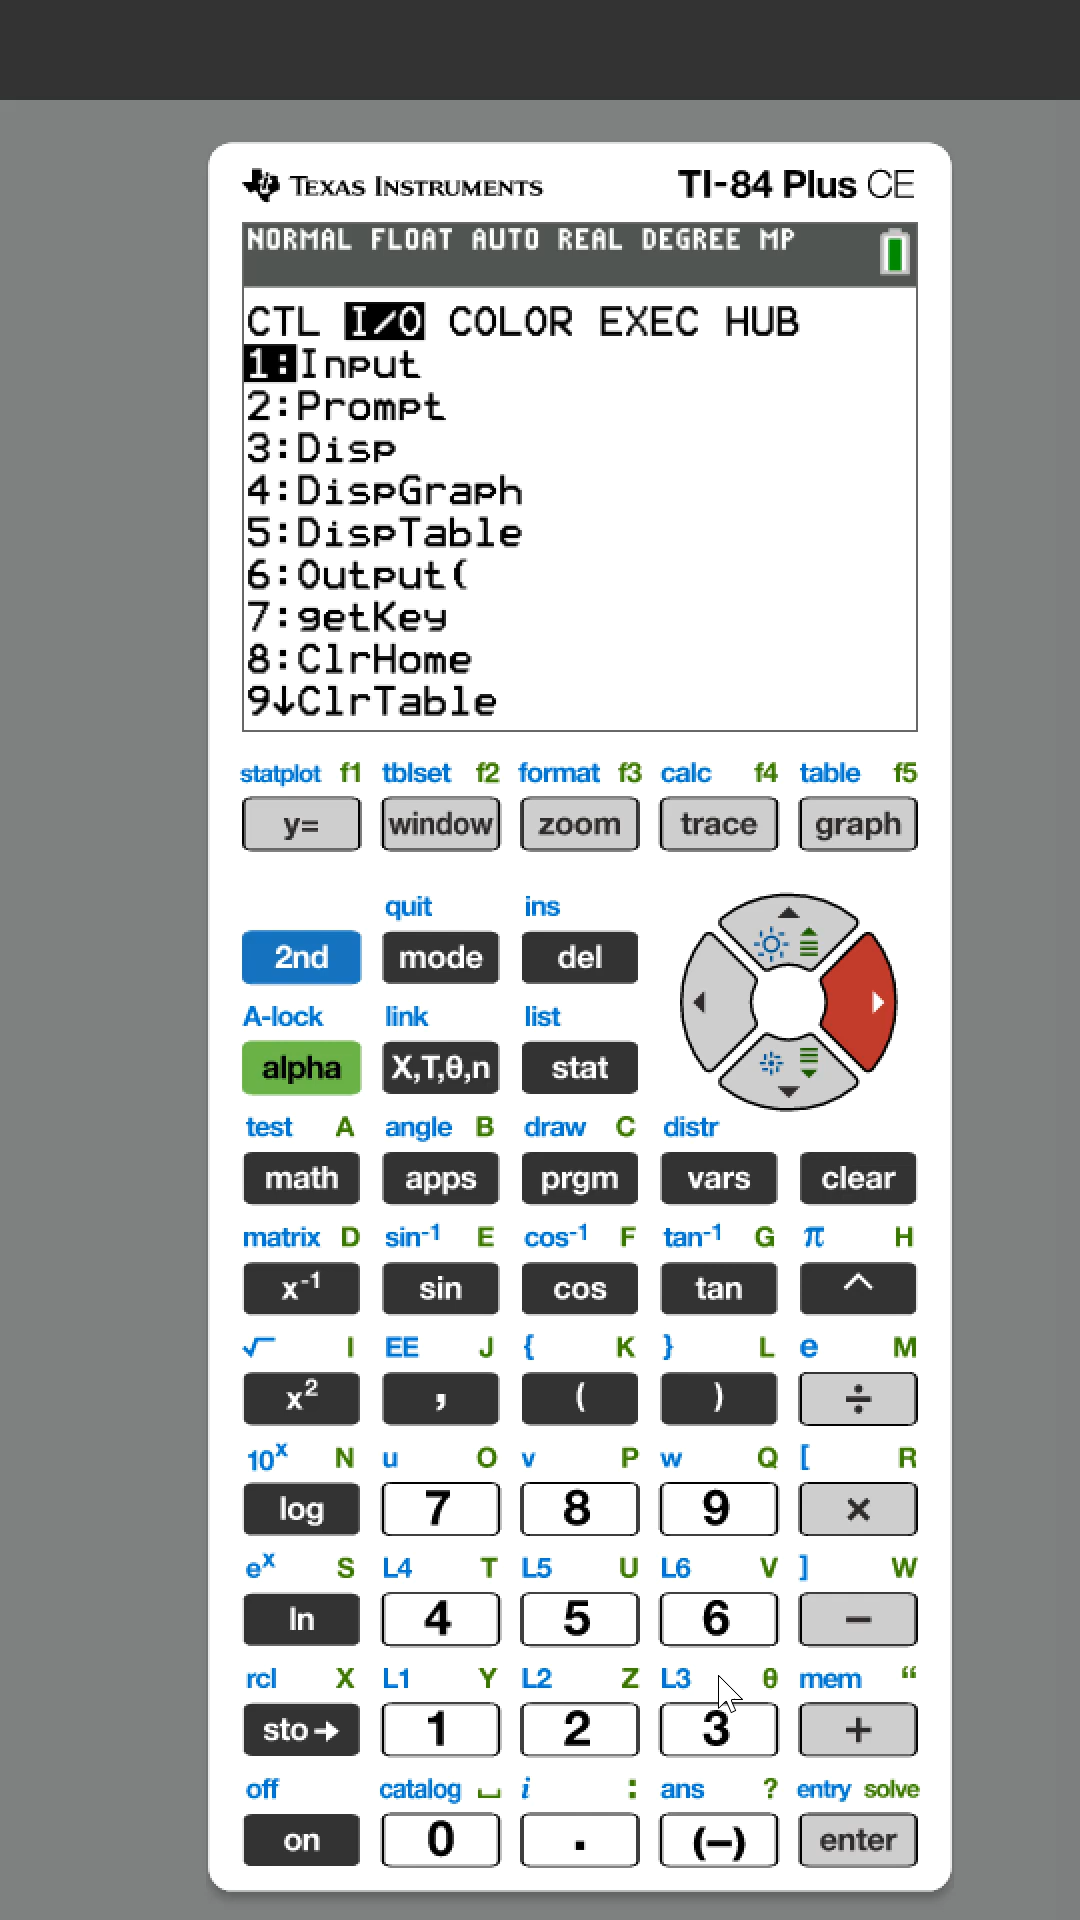 TEXAS INSTRUMENTS TI-84 Plus CE
NORMAL FLOAT AUTO REAL DEGREE MP
CTL I/O COLOR EXEC HUB
1:Input
2:Prompt
3:Disp
4:DispGraph
5:DispTable
6:Output(
7:getKey
8:ClrHome
9↓ClrTable
statplot f1 tblset f2 format f3 calc f4 table f5
y= window zoom trace graph
quit ins
2nd mode del
A-lock link list
alpha X,T,θ,n stat
test A angle B draw C distr
math apps prgm vars clear
matrix D sin⁻¹ E cos⁻¹ F tan⁻¹ G π H
x⁻¹ sin cos tan ^
√ I EE J { K } L e M
x² , ( ) ÷
10ˣ N u O v P w Q [ R
log 7 8 9 ×
eˣ S L4 T L5 U L6 V ] W
ln 4 5 6 −
rcl X L1 Y L2 Z L3 θ mem “
sto→ 1 2 3 +
off catalog ⎵ i : ans ? entry solve
on 0 . (–) enter